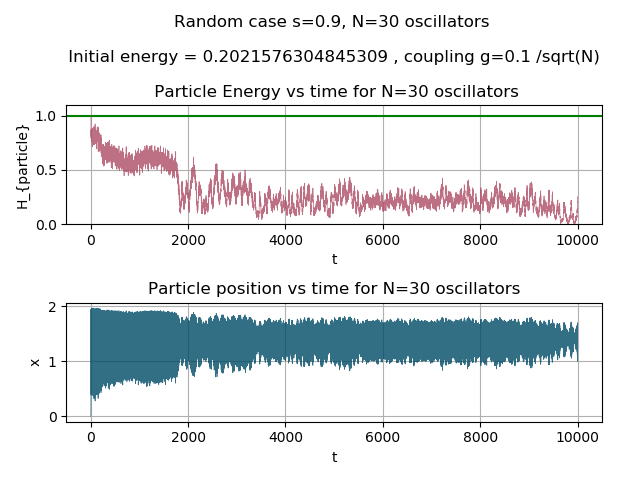 Random case s=0.9, N=30 oscillators
Initial energy = 0.2021576304845309 , coupling g=0.1 /sqrt(N)
Particle Energy vs time for N=30 oscillators
1.0
0.5
0.0
H_{particle}
0 2000 4000 6000 8000 10000
t
Particle position vs time for N=30 oscillators
2
1
0
x
0 2000 4000 6000 8000 10000
t